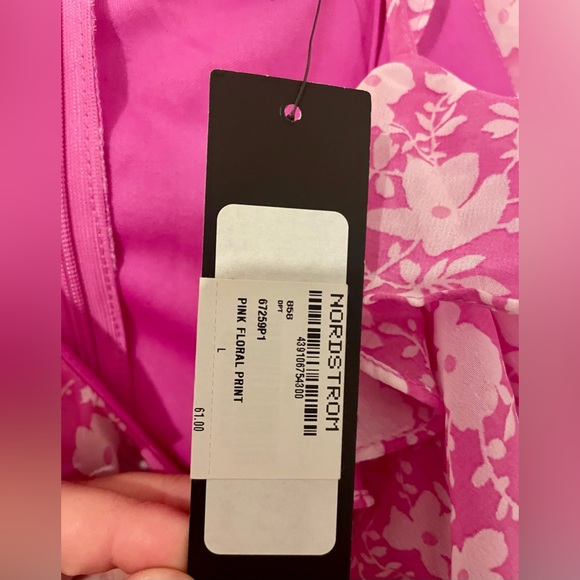 NORDSTROM
439106754300
858
DPT
67259P1
PINK FLORAL PRINT
L
61.00